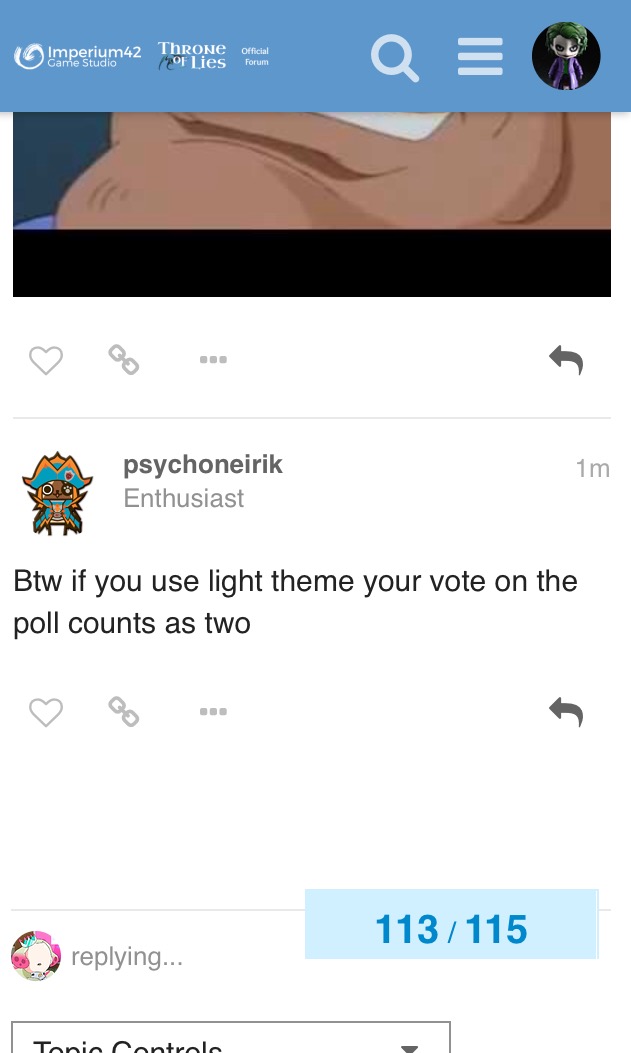 Imperium42
Game Studio
Throne
of Lies
Official
Forum
psychoneirik
1m
Enthusiast
Btw if you use light theme your vote on the
poll counts as two
113 / 115
replying...
Topic Controls